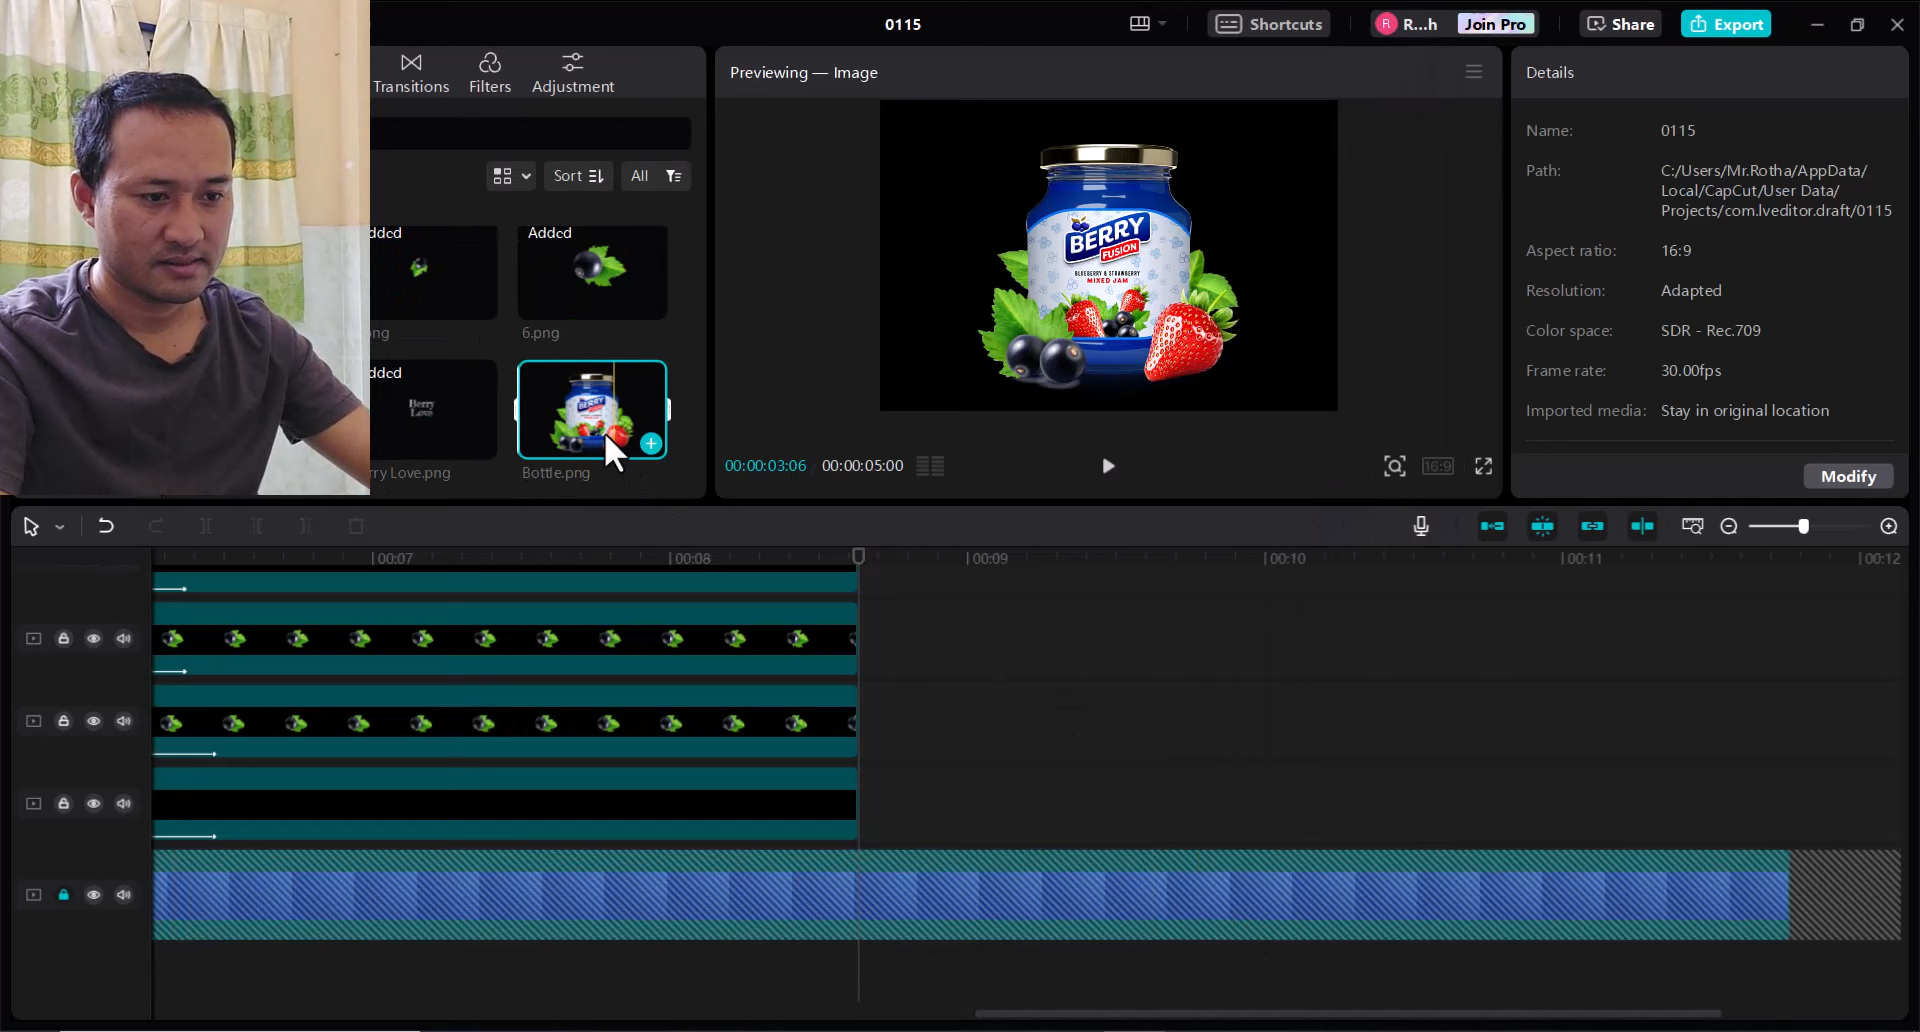 0115
Shortcuts
R
R...h
Join Pro
Share
Export
Transitions
Filters
Adjustment
Previewing — Image
Details
Sort
All
dded
Added
ng
6.png
dded
Berry
Love
BERRY
rry Love.png
Bottle.png
BERRY
FUSION
BLUEBERRY & STRAWBERRY
MIXED JAM
00:00:03:06
00:00:05:00
16:9
Name:
0115
Path:
C:/Users/Mr.Rotha/AppData/
Local/CapCut/User Data/
Projects/com.lveditor.draft/0115
Aspect ratio:
16:9
Resolution:
Adapted
Color space:
SDR - Rec.709
Frame rate:
30.00fps
Imported media:
Stay in original location
Modify
00:07
00:08
00:09
00:10
00:11
00:12